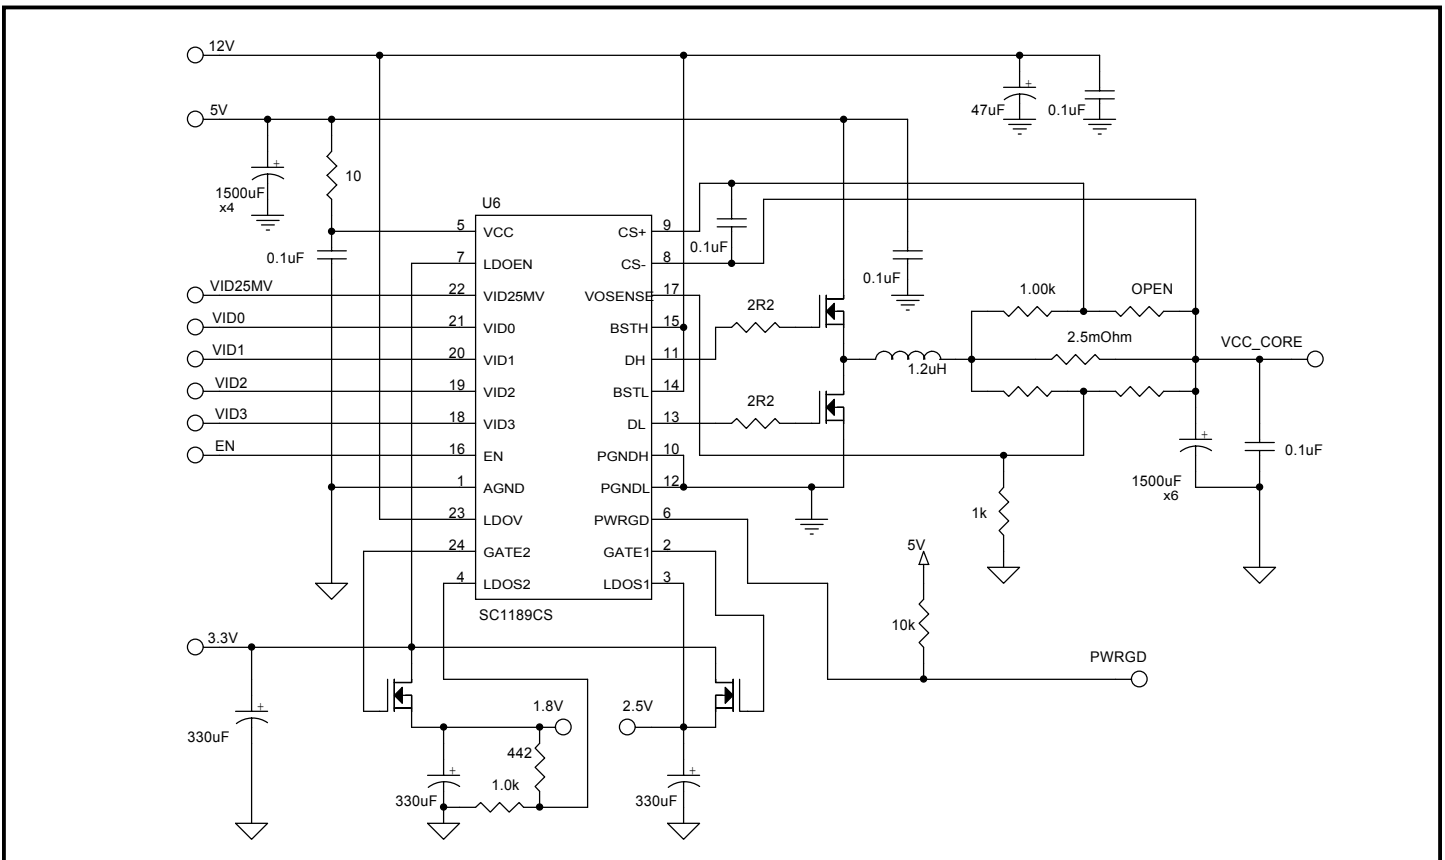 12V
47uF
0.1uF
5V
1500uF
x4
10
0.1uF
U6
5 VCC
7 LDOEN
22 VID25MV
21 VID0
20 VID1
19 VID2
18 VID3
16 EN
1 AGND
23 LDOV
24 GATE2
4 LDOS2
CS+ 9
CS- 8
VOSENSE 17
BSTH 15
DH 11
BSTL 14
DL 13
PGNDH 10
PGNDL 12
PWRGD 6
GATE1 2
LDOS1 3
SC1189CS
VID25MV
VID0
VID1
VID2
VID3
EN
0.1uF
0.1uF
2R2
2R2
1.2uH
1.00k
OPEN
2.5mOhm
VCC_CORE
1500uF
x6
0.1uF
1k
5V
10k
PWRGD
3.3V
330uF
1.8V
442
1.0k
330uF
2.5V
330uF
+
+
+
+
+
+